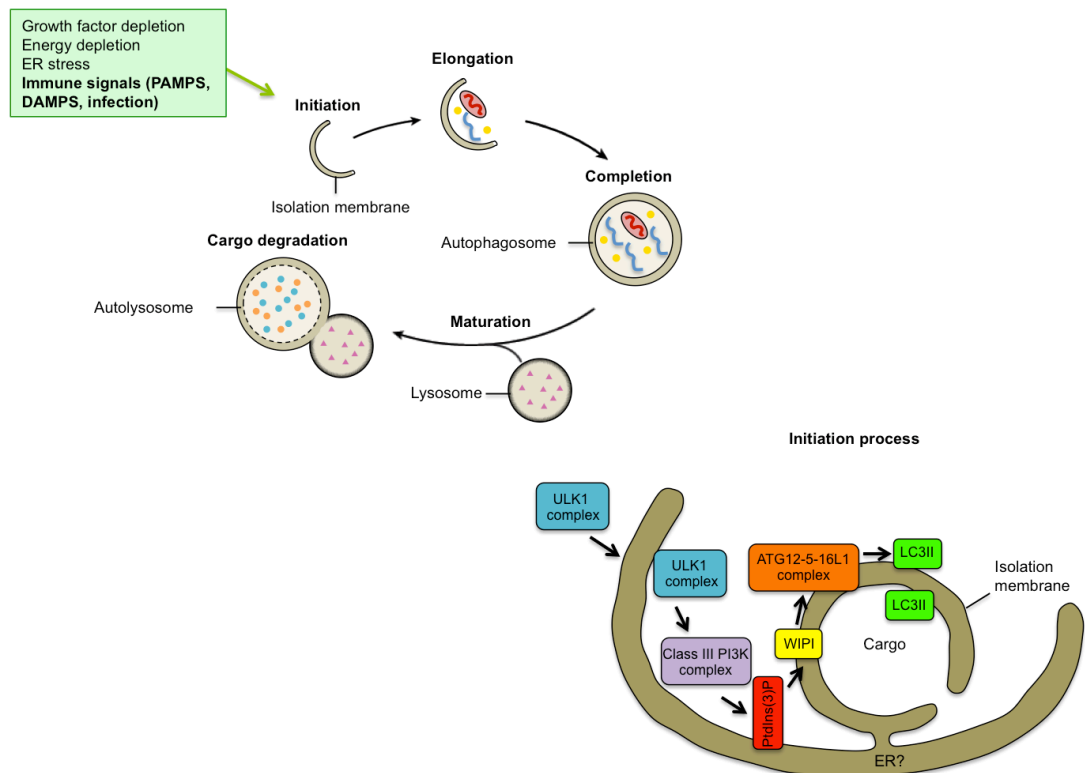 Growth factor depletion
Energy depletion
ER stress
Immune signals (PAMPS,
DAMPS, infection)
Initiation
Elongation
Isolation membrane
Completion
Autophagosome
Cargo degradation
Autolysosome
Maturation
Lysosome
Initiation process
ULK1
complex
ULK1
complex
Class III PI3K
complex
PtdIns(3)P
WIPI
ATG12-5-16L1
complex
LC3II
LC3II
Isolation
membrane
Cargo
ER?